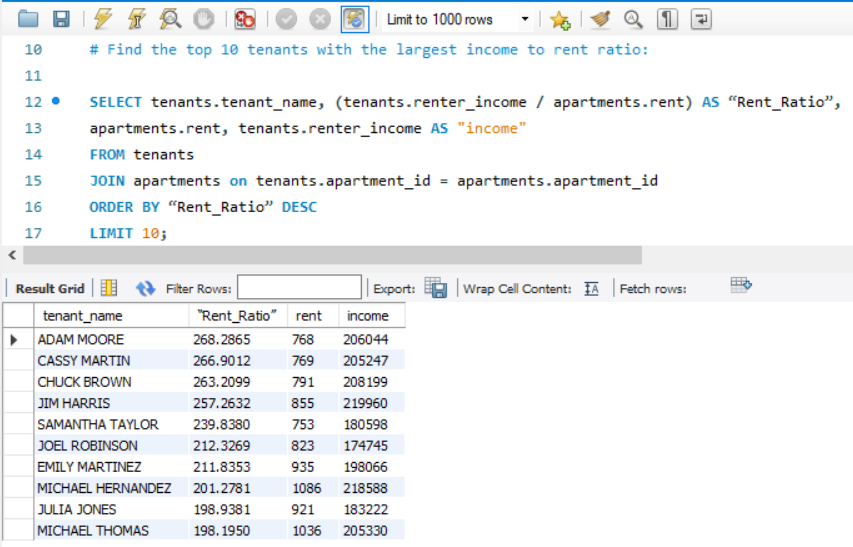 Limit to 1000 rows
10 # Find the top 10 tenants with the largest income to rent ratio:
11
12 SELECT tenants.tenant_name, (tenants.renter_income / apartments.rent) AS “Rent_Ratio”,
13 apartments.rent, tenants.renter_income AS "income"
14 FROM tenants
15 JOIN apartments on tenants.apartment_id = apartments.apartment_id
16 ORDER BY “Rent_Ratio” DESC
17 LIMIT 10;
Result Grid Filter Rows: Export: Wrap Cell Content: Fetch rows:
tenant_name “Rent_Ratio” rent income
ADAM MOORE 268.2865 768 206044
CASSY MARTIN 266.9012 769 205247
CHUCK BROWN 263.2099 791 208199
JIM HARRIS 257.2632 855 219960
SAMANTHA TAYLOR 239.8380 753 180598
JOEL ROBINSON 212.3269 823 174745
EMILY MARTINEZ 211.8353 935 198066
MICHAEL HERNANDEZ 201.2781 1086 218588
JULIA JONES 198.9381 921 183222
MICHAEL THOMAS 198.1950 1036 205330